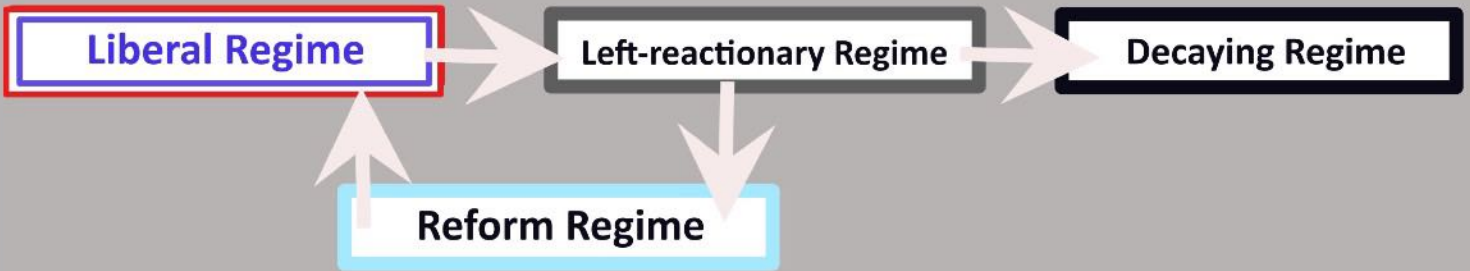 Liberal Regime
Left-reactionary Regime
Decaying Regime
Reform Regime